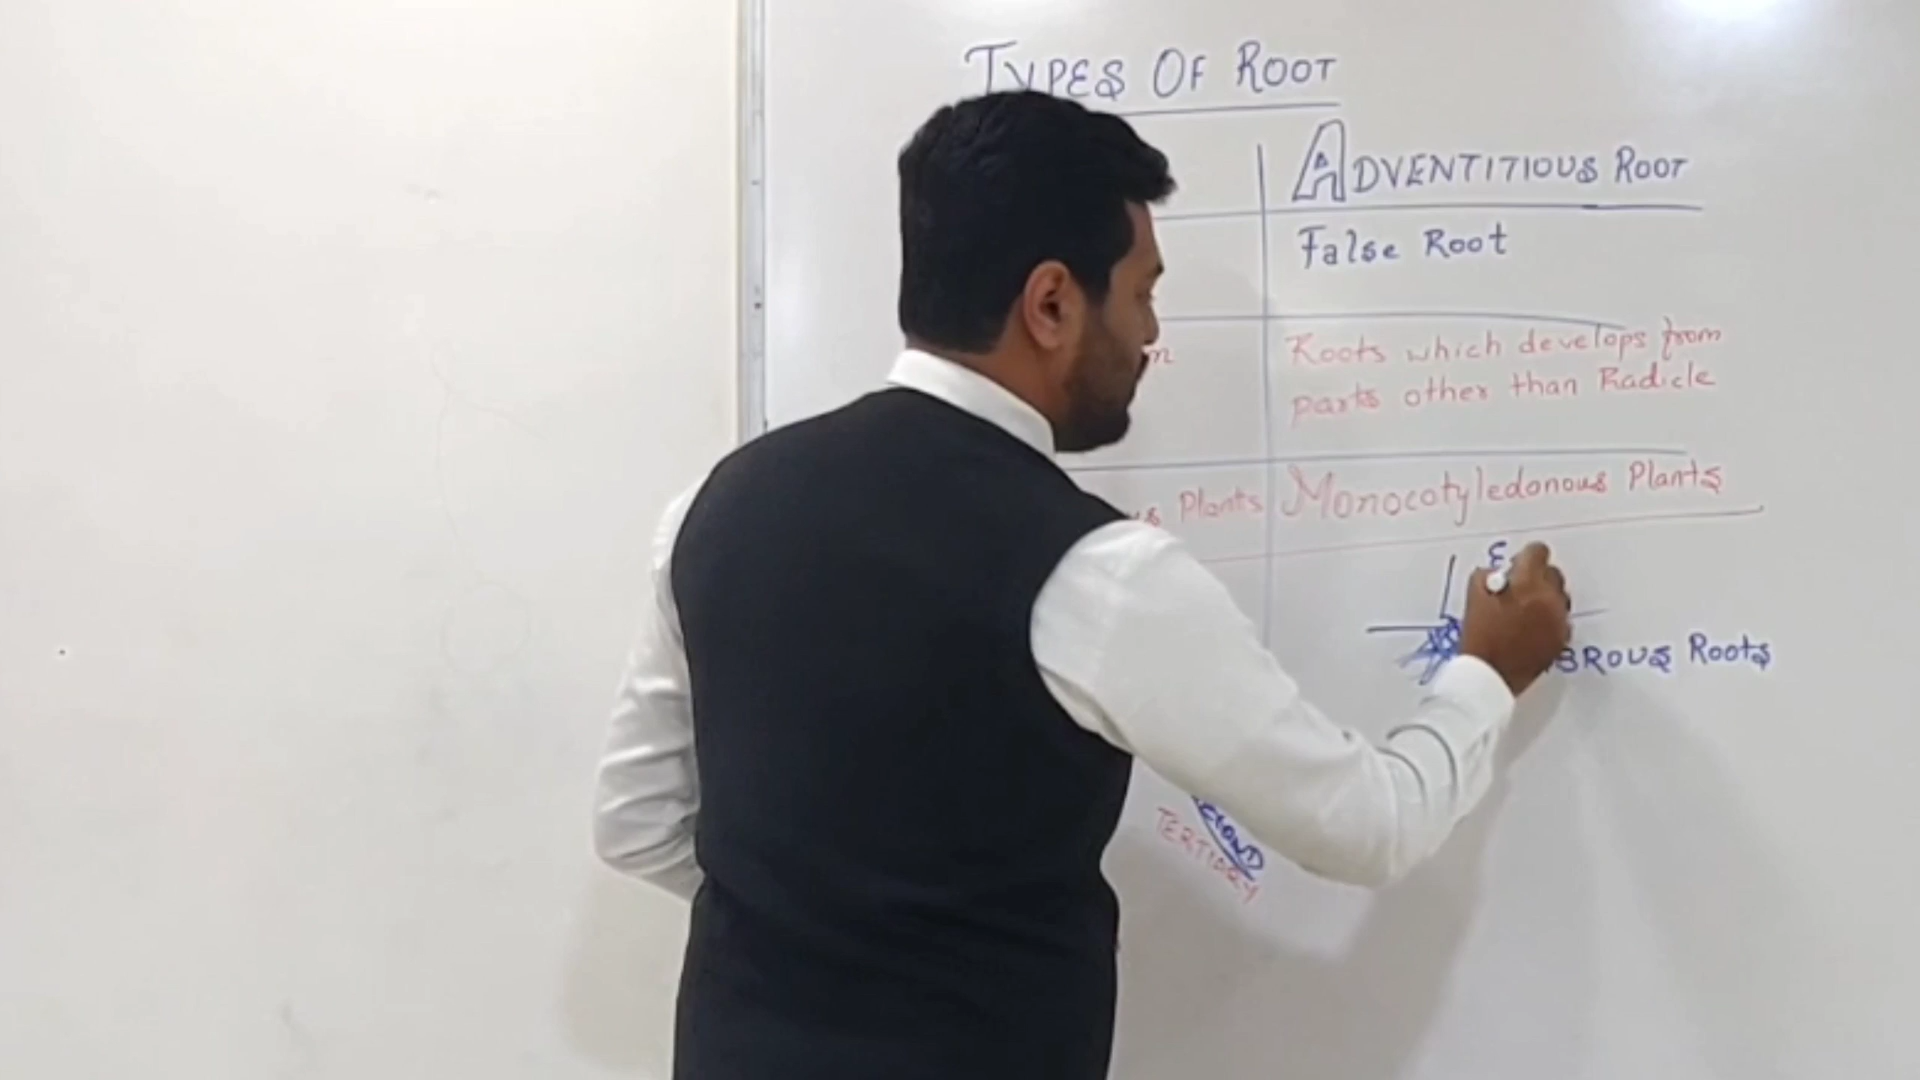 TYPES OF ROOT
ADVENTITIOUS ROOT
False Root
Roots which develops from
parts other than Radicle
Plants Monocotyledonous Plants
Roots
TERTIARY